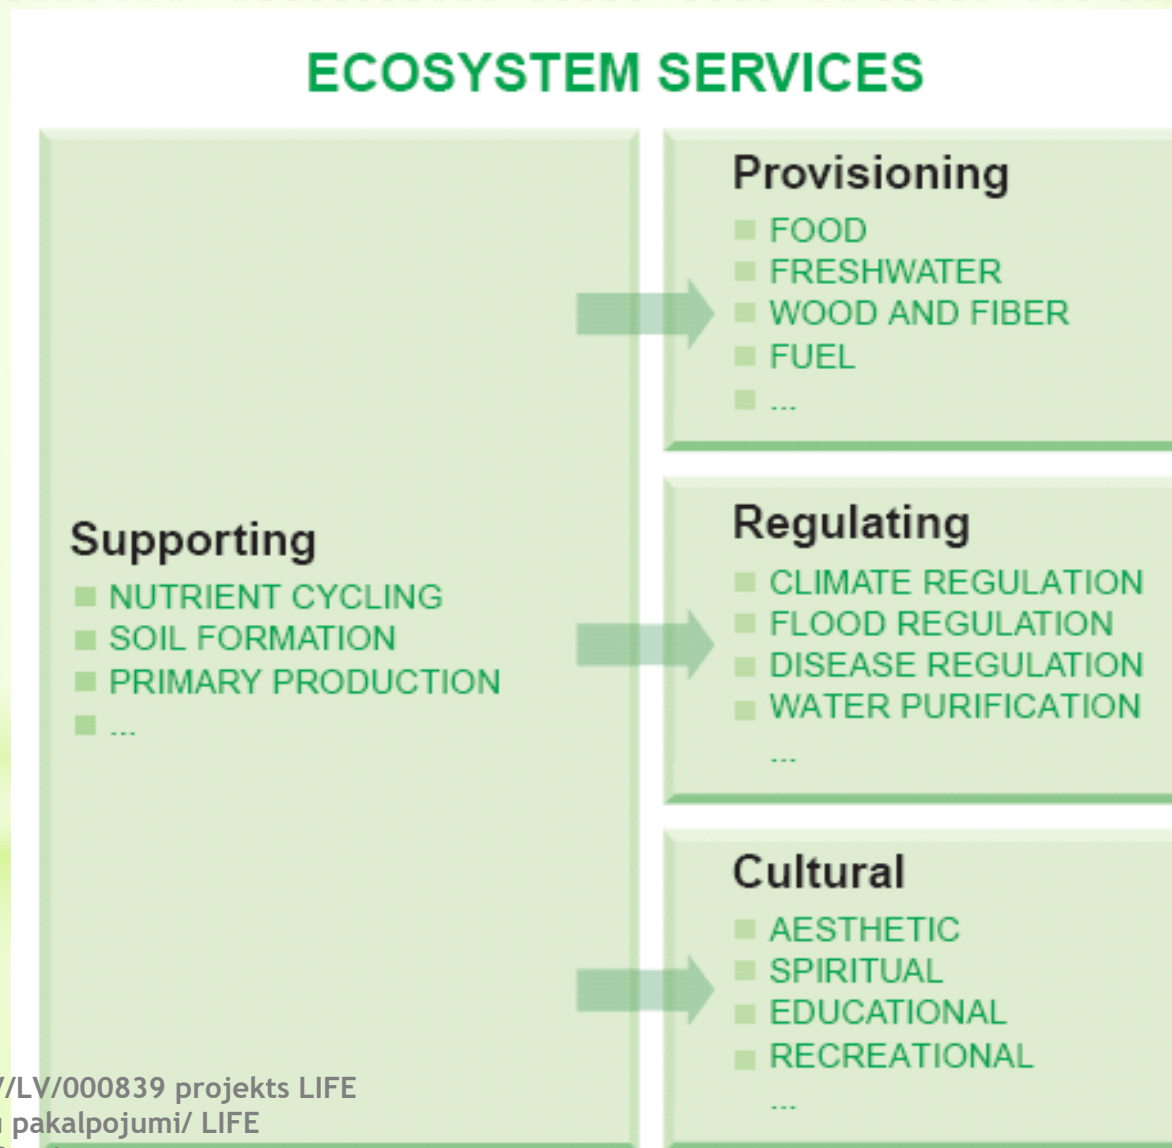 ECOSYSTEM SERVICES
Supporting
NUTRIENT CYCLING
SOIL FORMATION
PRIMARY PRODUCTION
...
Provisioning
FOOD
FRESHWATER
WOOD AND FIBER
FUEL
...
Regulating
CLIMATE REGULATION
FLOOD REGULATION
DISEASE REGULATION
WATER PURIFICATION
...
Cultural
AESTHETIC
SPIRITUAL
EDUCATIONAL
RECREATIONAL
...
/LV/000839 projekts LIFE
pakalpojumi/ LIFE